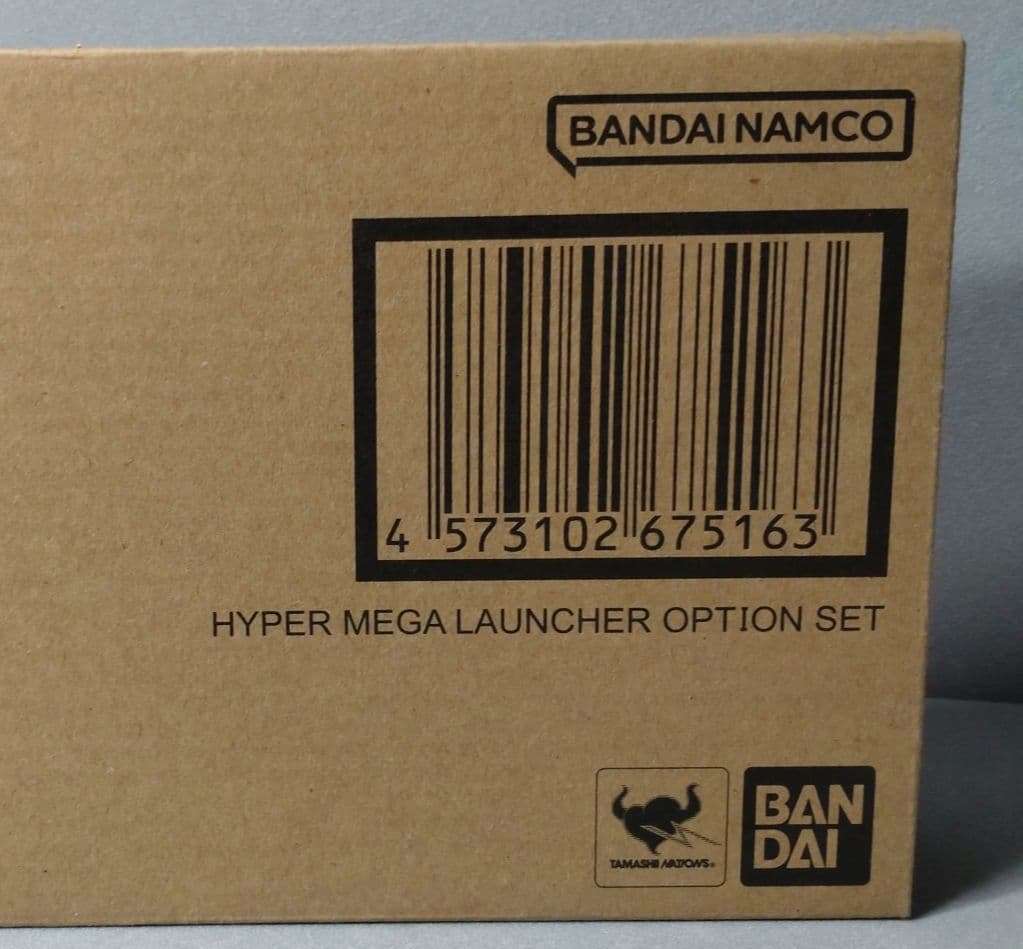 BANDAI NAMCO
4 573102 675163
HYPER MEGA LAUNCHER OPTION SET
TAMASHII NATIONS
BAN
DAI